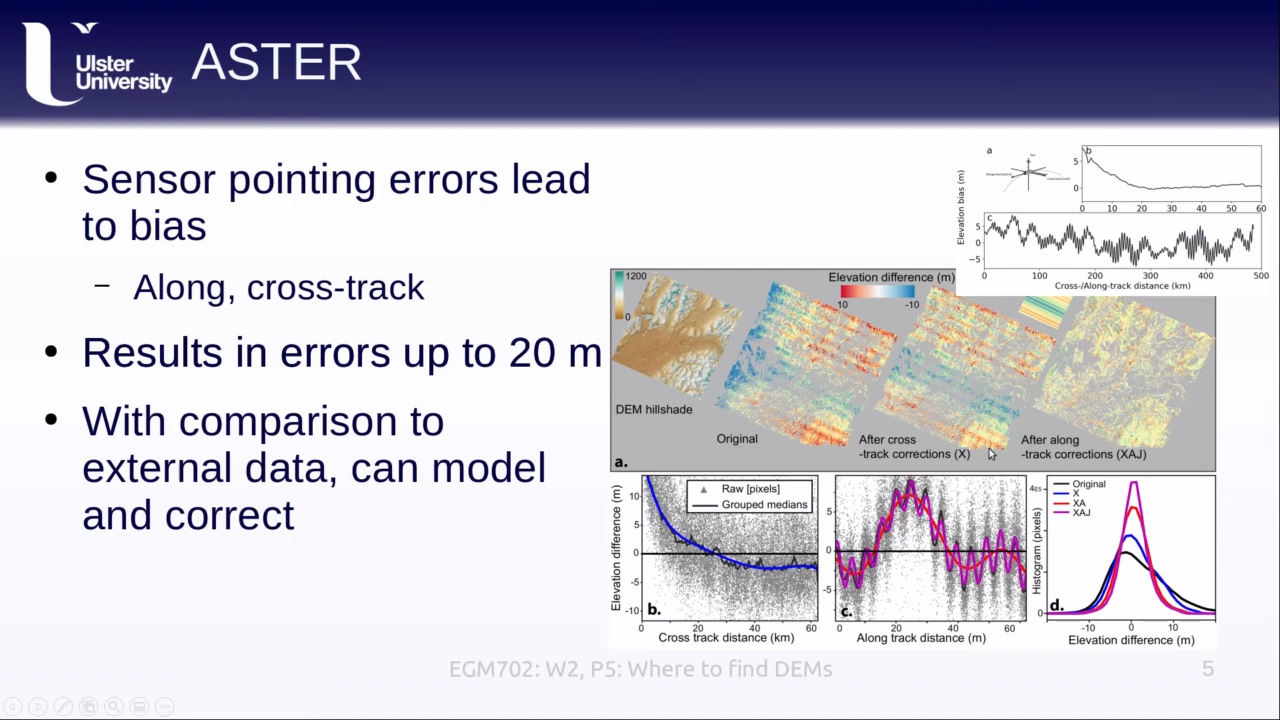 Ulster
University
ASTER
• Sensor pointing errors lead
to bias
– Along, cross-track
• Results in errors up to 20 m
• With comparison to
external data, can model
and correct
a
b
5
0
0 10 20 30 40 50 60
c
Elevation bias (m)
5
0
−5
0 100 200 300 400 500
Cross-/Along-track distance (km)
1200
0
Elevation difference (m)
10 -10
DEM hillshade
Original
After cross
-track corrections (X)
After along
-track corrections (XAJ)
a.
Raw [pixels]
Grouped medians
Elevation difference (m)
10
5
0
-5
-10
b.
0 20 40 60
Cross track distance (km)
5
0
-5
c.
0 20 40 60
Along track distance (m)
Original
X
XA
XAJ
Histogram (pixels)
4E5
0
d.
-10 0 10
Elevation difference (m)
EGM702: W2, P5: Where to find DEMs
5